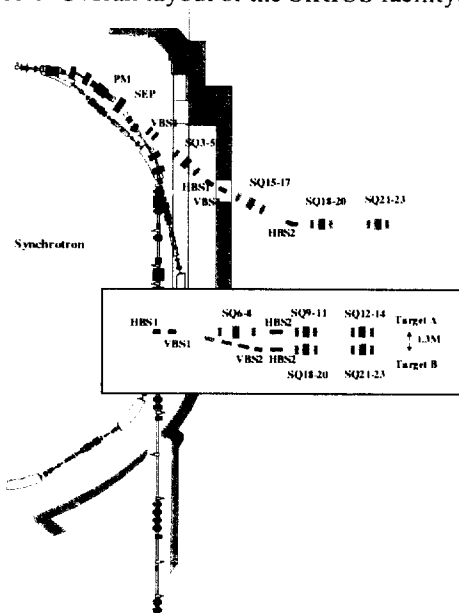 Overall layout of the facility
PM
SEP
VBS1
SQ3-5
HBS1
SQ15-17
VBS1
SQ18-20
SQ21-23
HBS2
Synchrotron
SQ6-8
SQ9-11
SQ12-14
HBS1
HBS2
Target A
VBS1
1.3M
VBS2
HBS2
Target B
SQ18-20
SQ21-23